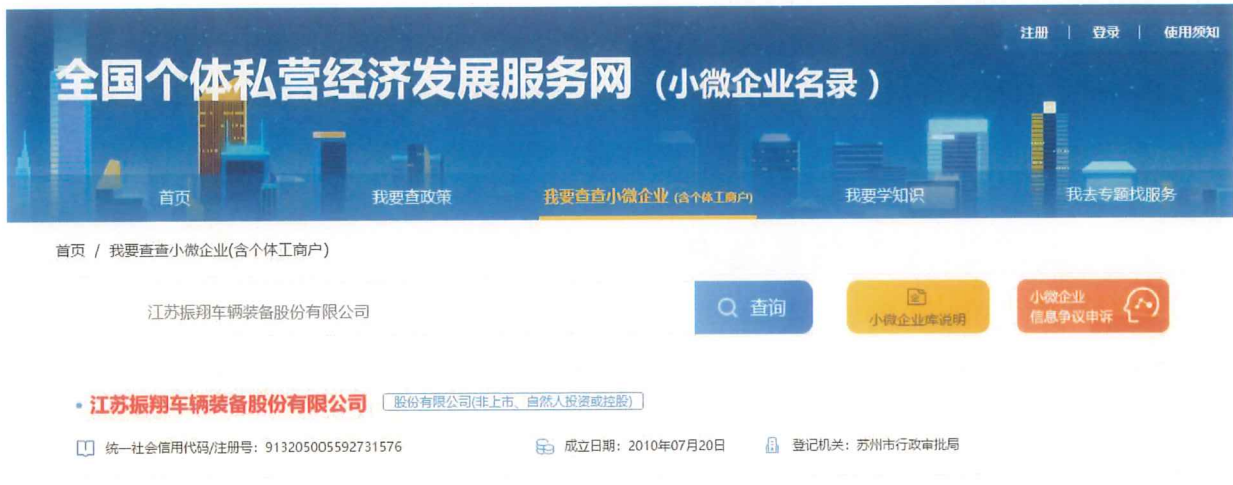 注册 | 登录 | 使用须知
全国个体私营经济发展服务网（小微企业名录）
首页 我要查政策 我要查查小微企业 (含个体工商户) 我要学知识 我去专题找服务
首页 / 我要查查小微企业(含个体工商户)
江苏振翔车辆装备股份有限公司 查询 小微企业库说明 小微企业
信息争议申诉
江苏振翔车辆装备股份有限公司 股份有限公司(非上市、自然人投资或控股)
统一社会信用代码/注册号：913205005592731576 成立日期：2010年07月20日 登记机关：苏州市行政审批局